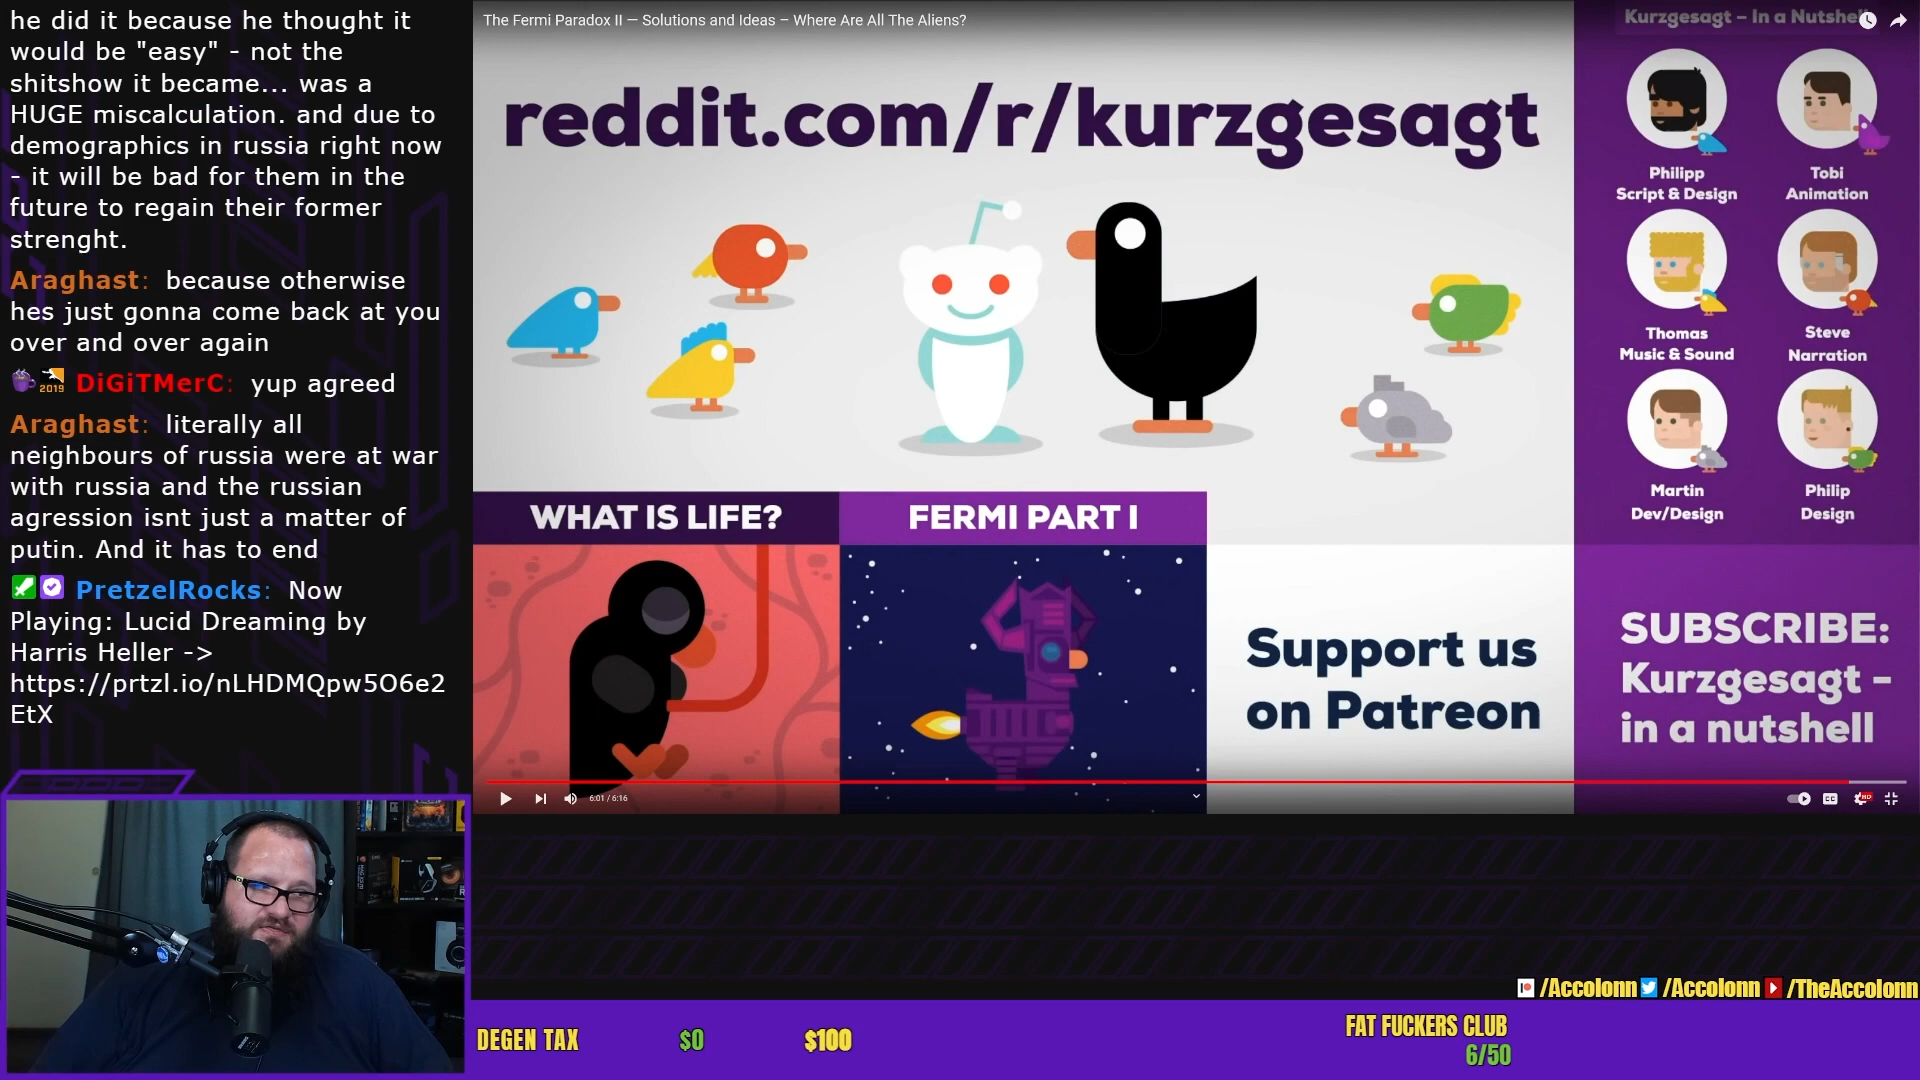 he did it because he thought it
would be "easy" - not the
shitshow it became... was a
HUGE miscalculation. and due to
demographics in russia right now
- it will be bad for them in the
future to regain their former
strenght.
Araghast: because otherwise
hes just gonna come back at you
over and over again
2019 DiGiTMerC: yup agreed
Araghast: literally all
neighbours of russia were at war
with russia and the russian
agression isnt just a matter of
putin. And it has to end
PretzelRocks: Now
Playing: Lucid Dreaming by
Harris Heller ->
https://prtzl.io/nLHDMQpw5O6e2
EtX
The Fermi Paradox II — Solutions and Ideas – Where Are All The Aliens?
reddit.com/r/kurzgesagt
Kurzgesagt – In a Nutshell
Philipp
Script & Design
Tobi
Animation
Thomas
Music & Sound
Steve
Narration
Martin
Dev/Design
Philip
Design
WHAT IS LIFE?
FERMI PART I
Support us
on Patreon
SUBSCRIBE:
Kurzgesagt -
in a nutshell
6:01 / 6:16
CC
HD
/Accolonn /Accolonn /TheAccolonn
DEGEN TAX $0 $100
FAT FUCKERS CLUB
6/50